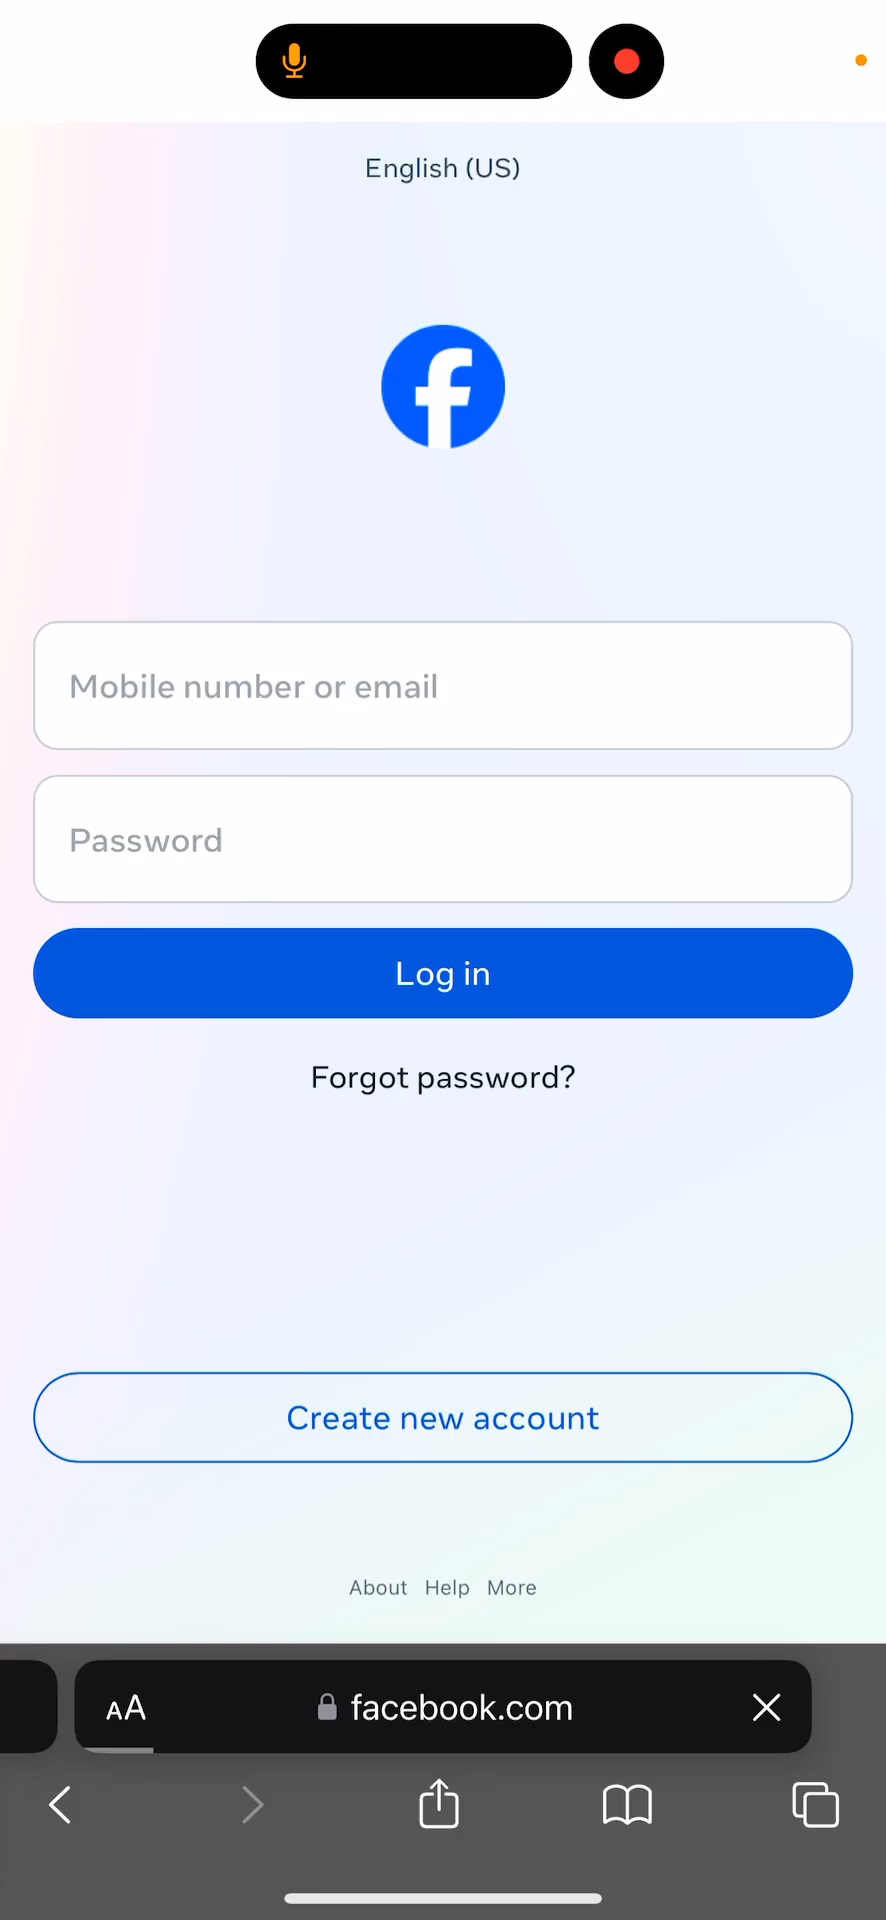 English (US)
Mobile number or email
Password
Log in
Forgot password?
Create new account
About Help More
AA facebook.com